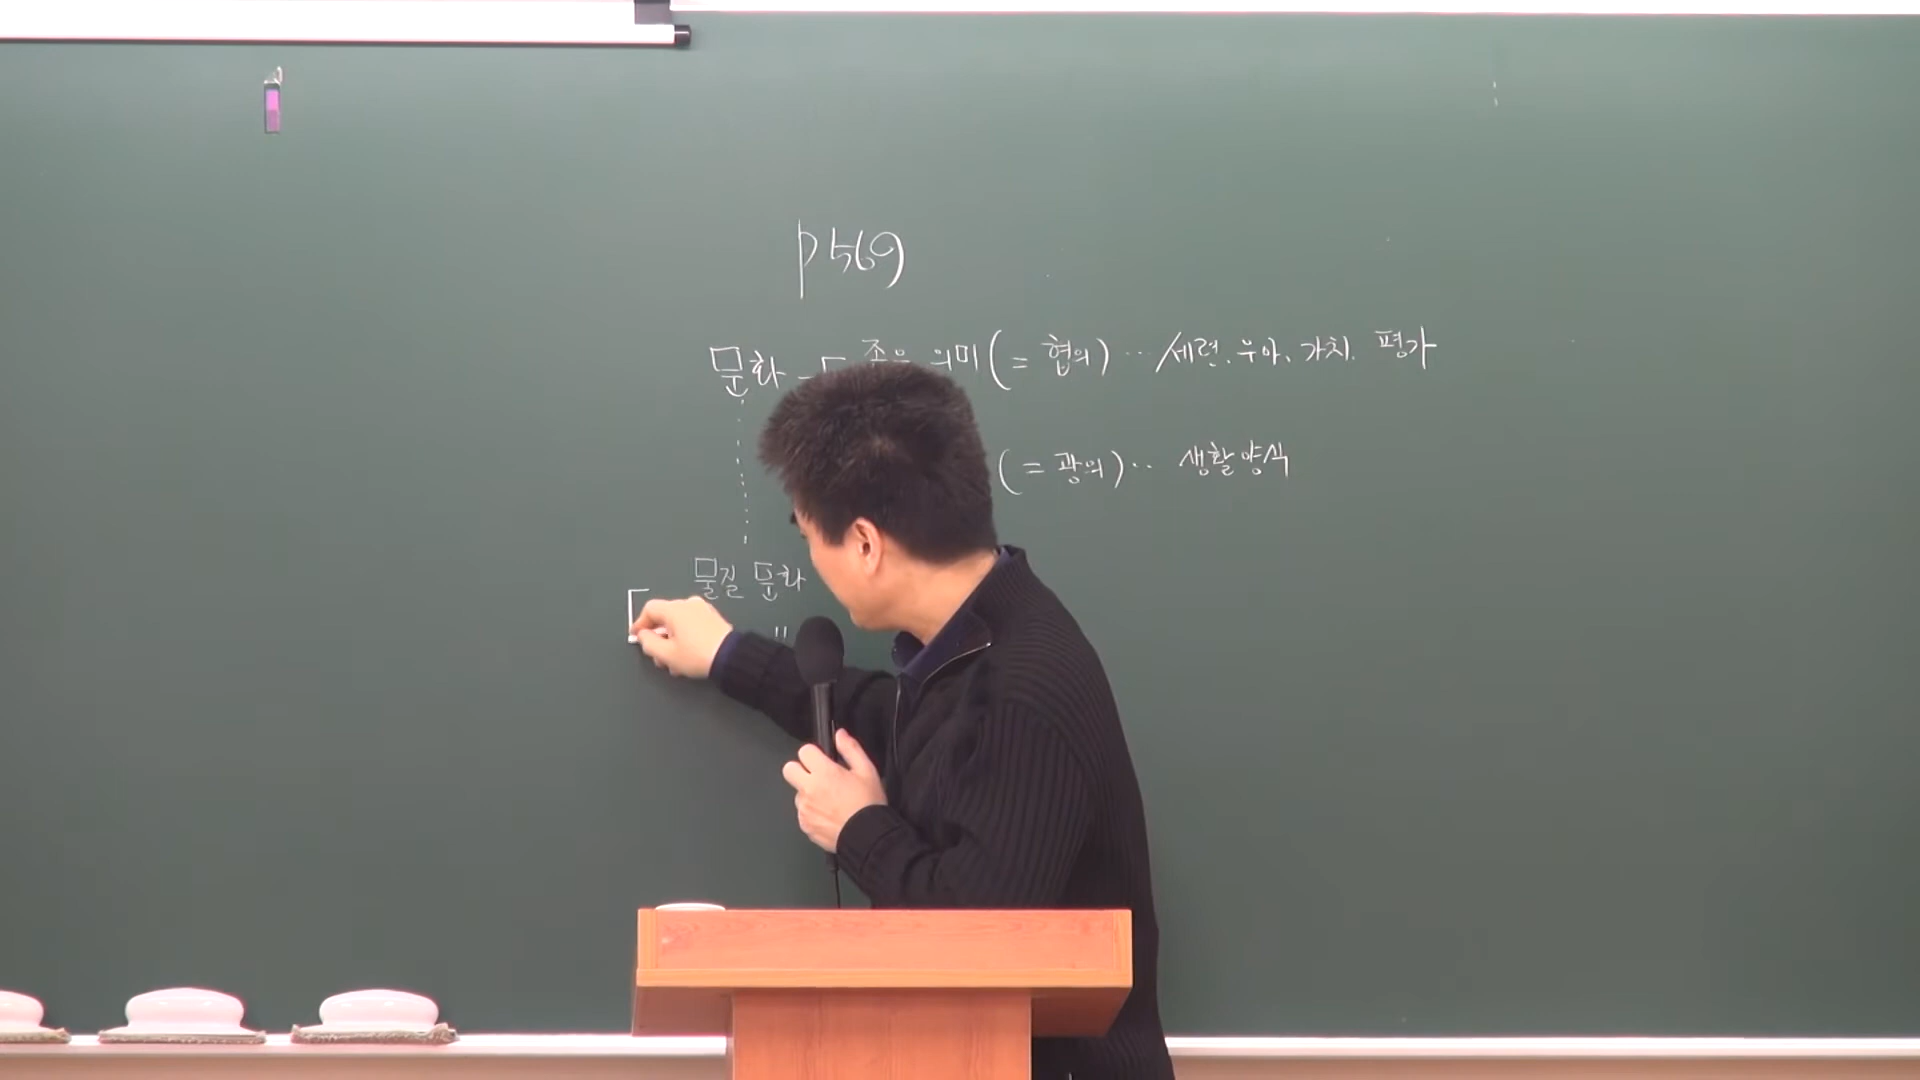 p 569
문화 - 좁은 의미 (= 협의) ‥ 세련. 우아. 가치. 평가
(= 광의) ‥ 생활양식
물질 문화
〃